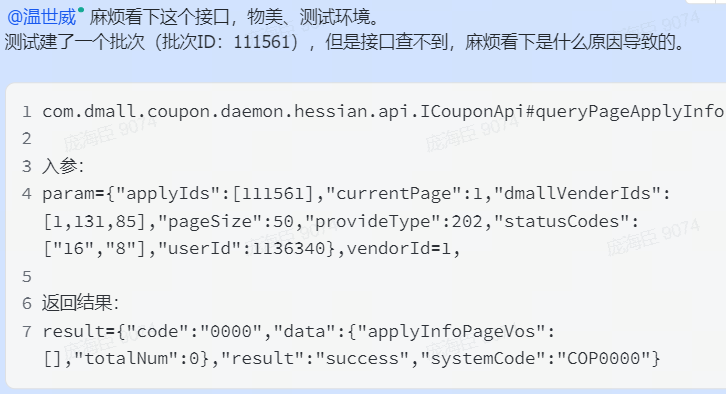 @温世威 麻烦看下这个接口，物美、测试环境。
测试建了一个批次（批次ID：111561），但是接口查不到，麻烦看下是什么原因导致的。
1 com.dmall.coupon.daemon.hessian.api.ICouponApi#queryPageApplyInfo
2
3 入参：
4 param={"applyIds":[111561],"currentPage":1,"dmallVenderIds":
[1,131,85],"pageSize":50,"provideType":202,"statusCodes":
["16","8"],"userId":1136340},vendorId=1,
5
6 返回结果：
7 result={"code":"0000","data":{"applyInfoPageVos":
[],"totalNum":0},"result":"success","systemCode":"COP0000"}
庞海臣 9074
庞海臣 9074
庞海臣 9074
庞海臣 9074
庞海臣 9074